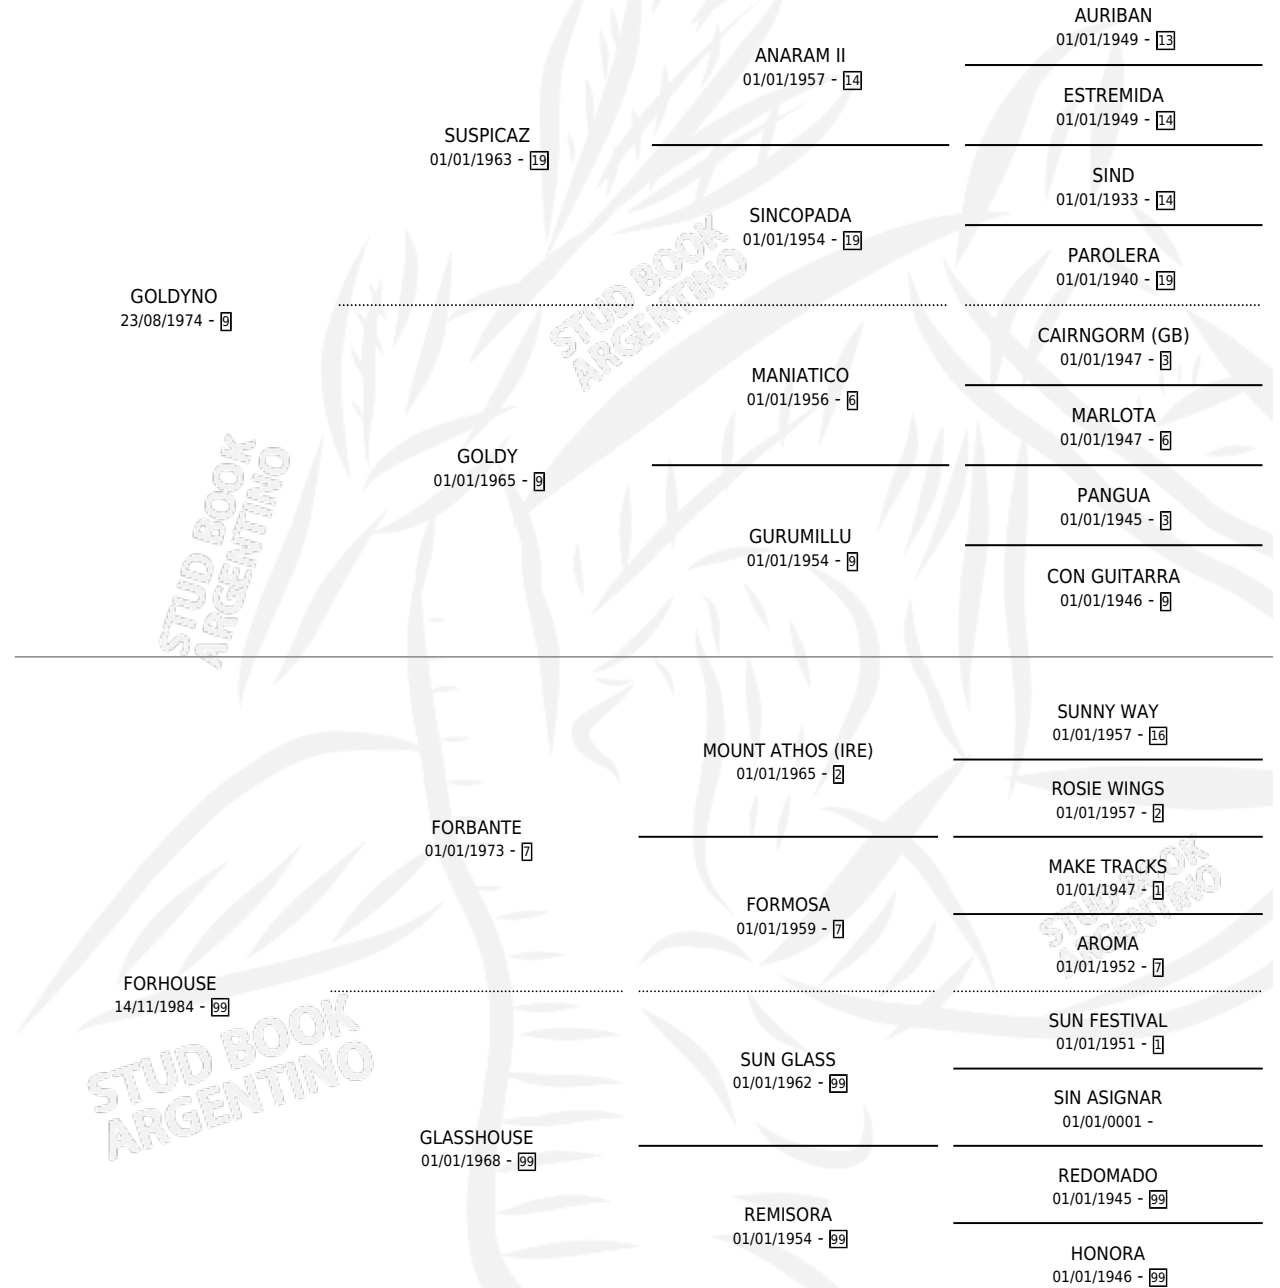 AURIBAN
01/01/1949 - 13
ANARAM II
01/01/1957 - 14
ESTREMIDA
01/01/1949 - 14
SUSPICAZ
01/01/1963 - 19
SIND
01/01/1933 - 14
SINCOPADA
01/01/1954 - 19
PAROLERA
01/01/1940 - 19
GOLDYNO
23/08/1974 - 9
STUD BOOK
ARGENTINO
CAIRNGORM (GB)
01/01/1947 - 3
MANIATICO
01/01/1956 - 6
MARLOTA
01/01/1947 - 6
GOLDY
01/01/1965 - 9
PANGUA
01/01/1945 - 3
GURUMILLU
01/01/1954 - 9
CON GUITARRA
01/01/1946 - 9
STUD BOOK
ARGENTINO
SUNNY WAY
01/01/1957 - 16
MOUNT ATHOS (IRE)
01/01/1965 - 2
ROSIE WINGS
01/01/1957 - 2
FORBANTE
01/01/1973 - 7
MAKE TRACKS
01/01/1947 - 1
FORMOSA
01/01/1959 - 7
STUD BOOK
ARGENTINO
AROMA
01/01/1952 - 7
FORHOUSE
14/11/1984 - 99
SUN FESTIVAL
01/01/1951 - 1
SUN GLASS
01/01/1962 - 99
SIN ASIGNAR
01/01/0001 -
STUD BOOK
ARGENTINO
GLASSHOUSE
01/01/1968 - 99
REDOMADO
01/01/1945 - 99
REMISORA
01/01/1954 - 99
HONORA
01/01/1946 - 99